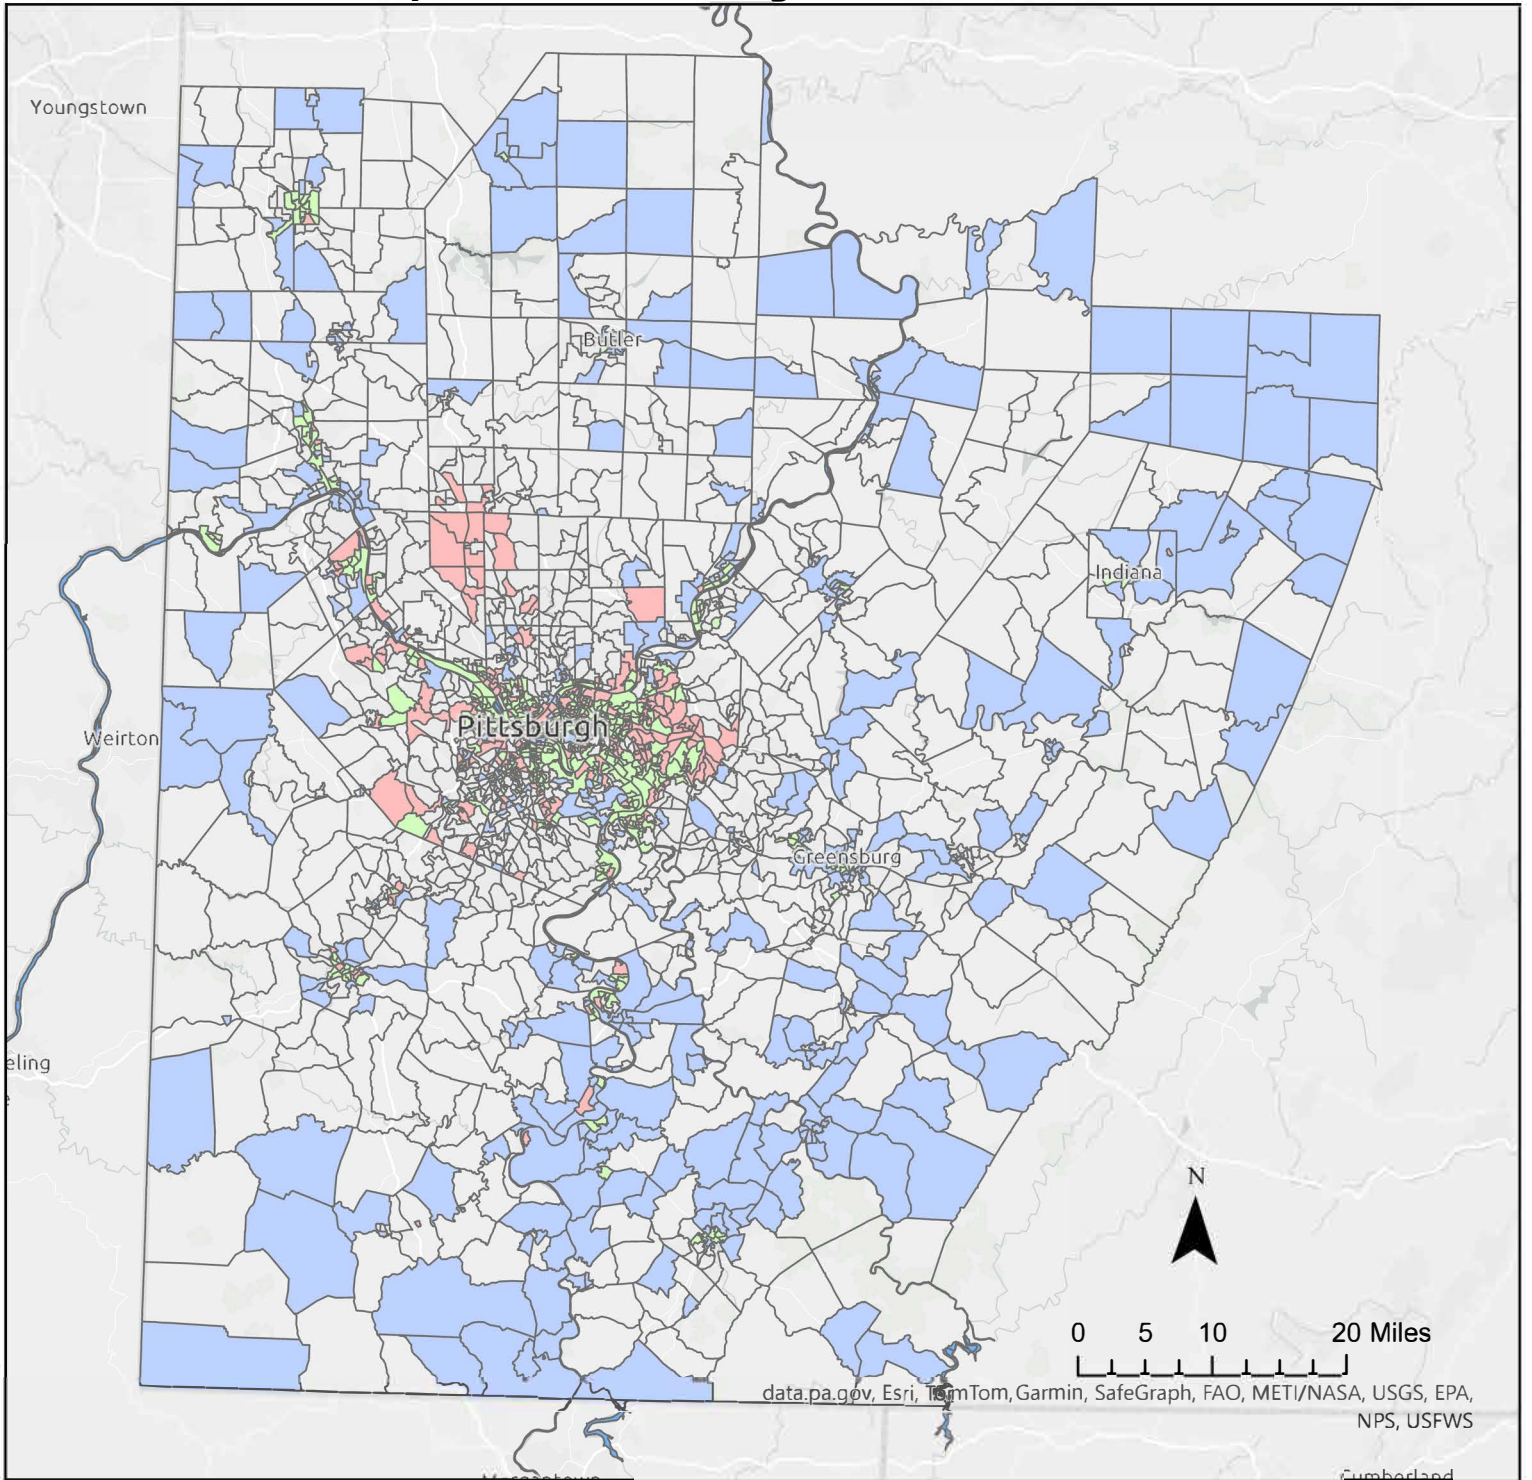 Youngstown
Butler
Indiana
Pittsburgh
Weirton
Greensburg
eling
N
0 5 10 20 Miles
data.pa.gov, Esri, TomTom, Garmin, SafeGraph, FAO, METI/NASA, USGS, EPA,
NPS, USFWS